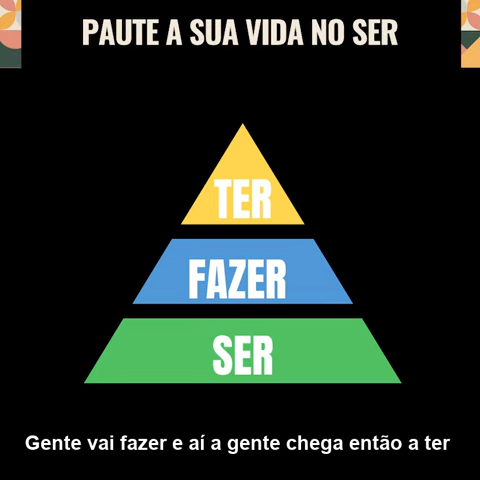 PAUTE A SUA VIDA NO SER
TER
FAZER
SER
Gente vai fazer e aí a gente chega então a ter